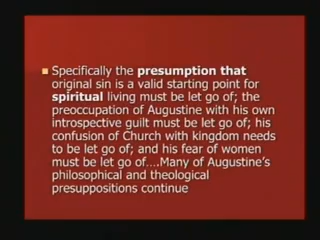 Specifically the presumption that
original sin is a valid starting point for
spiritual living must be let go of; the
preoccupation of Augustine with his own
introspective guilt must be let go of; his
confusion of Church with kingdom needs
to be let go of; and his fear of women
must be let go of....Many of Augustine's
philosophical and theological
presuppositions continue